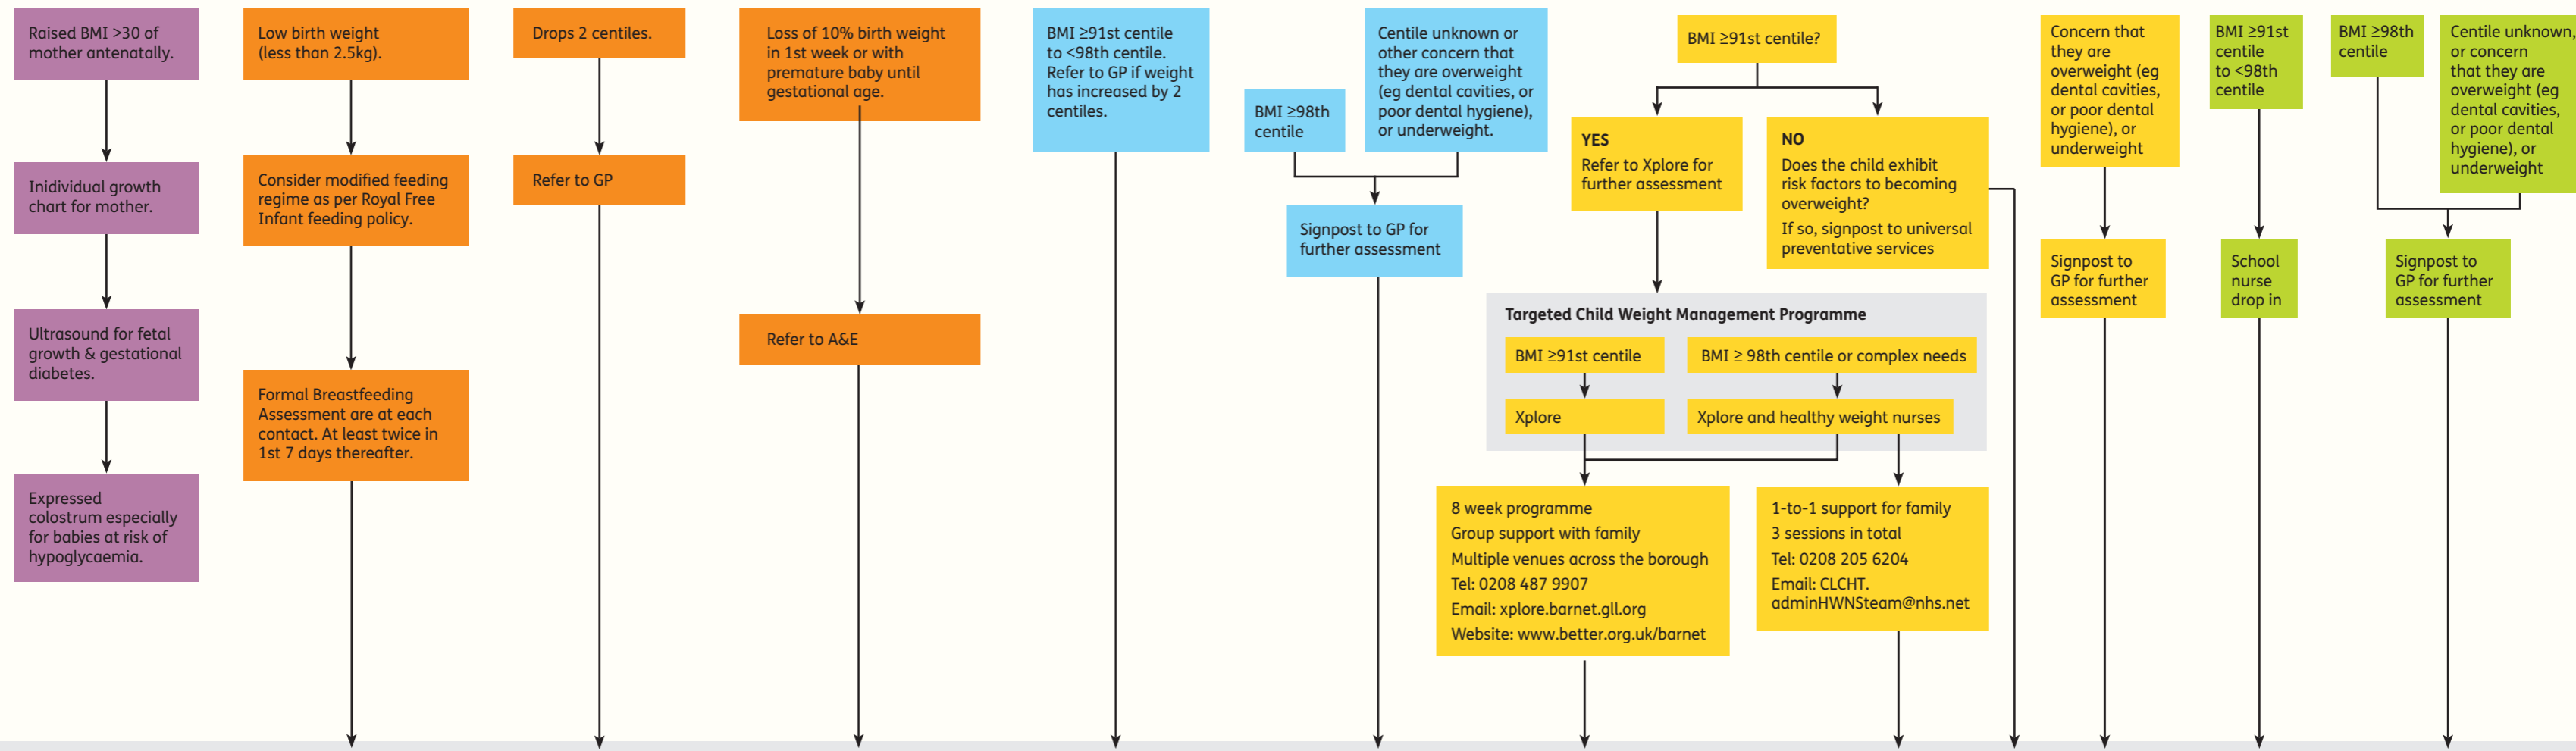 Raised BMI >30 of
mother antenatally.
Inidividual growth
chart for mother.
Ultrasound for fetal
growth & gestational
diabetes.
Expressed
colostrum especially
for babies at risk of
hypoglycaemia.
Low birth weight
(less than 2.5kg).
Consider modified feeding
regime as per Royal Free
Infant feeding policy.
Formal Breastfeeding
Assessment are at each
contact. At least twice in
1st 7 days thereafter.
Drops 2 centiles.
Refer to GP
Loss of 10% birth weight
in 1st week or with
premature baby until
gestational age.
Refer to A&E
BMI ≥91st centile
to <98th centile.
Refer to GP if weight
has increased by 2
centiles.
BMI ≥98th
centile
Centile unknown or
other concern that
they are overweight
(eg dental cavities, or
poor dental hygiene),
or underweight.
Signpost to GP for
further assessment
BMI ≥91st centile?
YES
Refer to Xplore for
further assessment
NO
Does the child exhibit
risk factors to becoming
overweight?
If so, signpost to universal
preventative services
Targeted Child Weight Management Programme
BMI ≥91st centile
Xplore
BMI ≥ 98th centile or complex needs
Xplore and healthy weight nurses
8 week programme
Group support with family
Multiple venues across the borough
Tel: 0208 487 9907
Email: xplore.barnet.gll.org
Website: www.better.org.uk/barnet
1-to-1 support for family
3 sessions in total
Tel: 0208 205 6204
Email: CLCHT.
adminHWNSteam@nhs.net
Concern that
they are
overweight (eg
dental cavities,
or poor dental
hygiene), or
underweight
Signpost to
GP for further
assessment
BMI ≥91st
centile
to <98th
centile
School
nurse
drop in
BMI ≥98th
centile
Centile unknown,
or concern
that they are
overweight (eg
dental cavities,
or poor dental
hygiene), or
underweight
Signpost to
GP for further
assessment